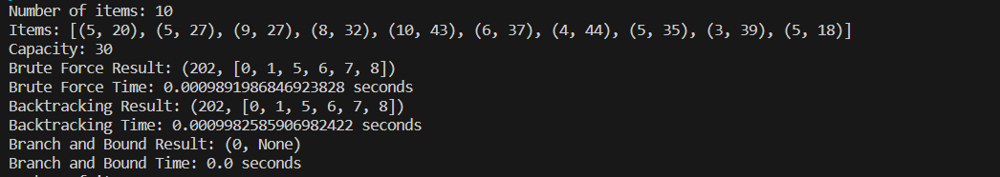 Number of items: 10
Items: [(5, 20), (5, 27), (9, 27), (8, 32), (10, 43), (6, 37), (4, 44), (5, 35), (3, 39), (5, 18)]
Capacity: 30
Brute Force Result: (202, [0, 1, 5, 6, 7, 8])
Brute Force Time: 0.0009891986846923828 seconds
Backtracking Result: (202, [0, 1, 5, 6, 7, 8])
Backtracking Time: 0.0009982585906982422 seconds
Branch and Bound Result: (0, None)
Branch and Bound Time: 0.0 seconds